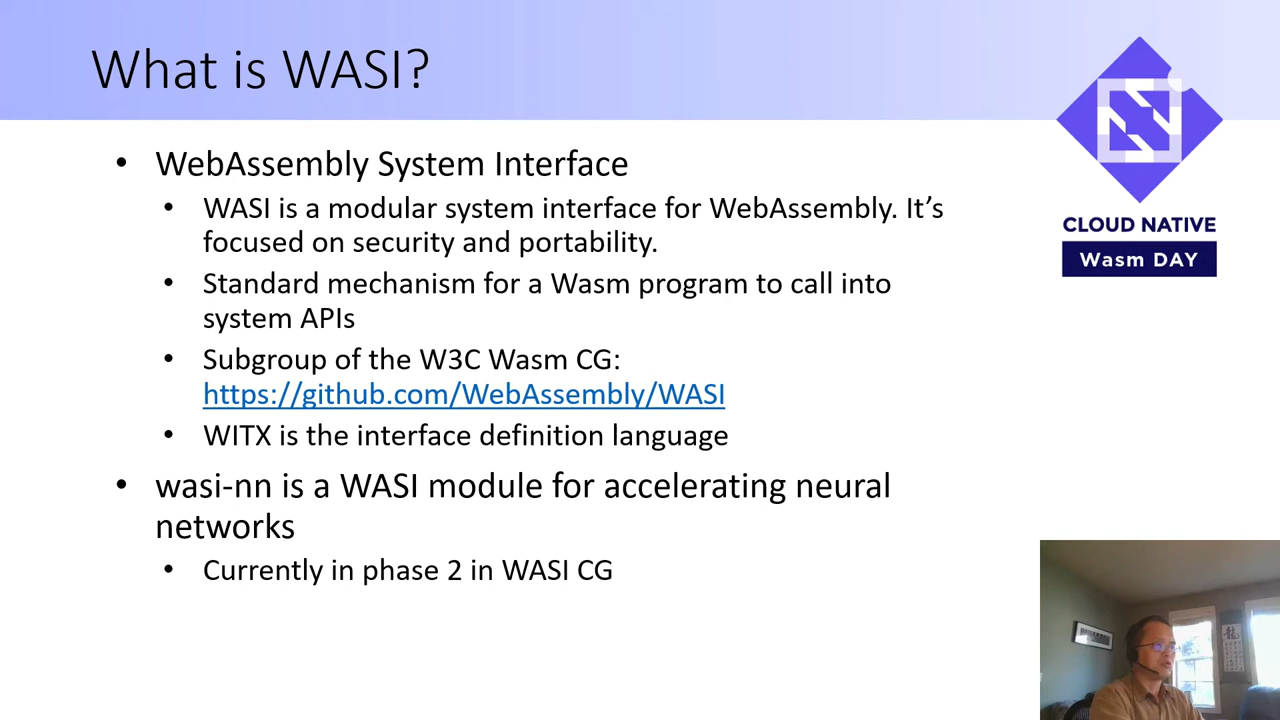 What is WASI?
• WebAssembly System Interface
• WASI is a modular system interface for WebAssembly. It’s
focused on security and portability.
• Standard mechanism for a Wasm program to call into
system APIs
• Subgroup of the W3C Wasm CG:
https://github.com/WebAssembly/WASI
• WITX is the interface definition language
• wasi-nn is a WASI module for accelerating neural
networks
• Currently in phase 2 in WASI CG
CLOUD NATIVE
Wasm DAY
龍